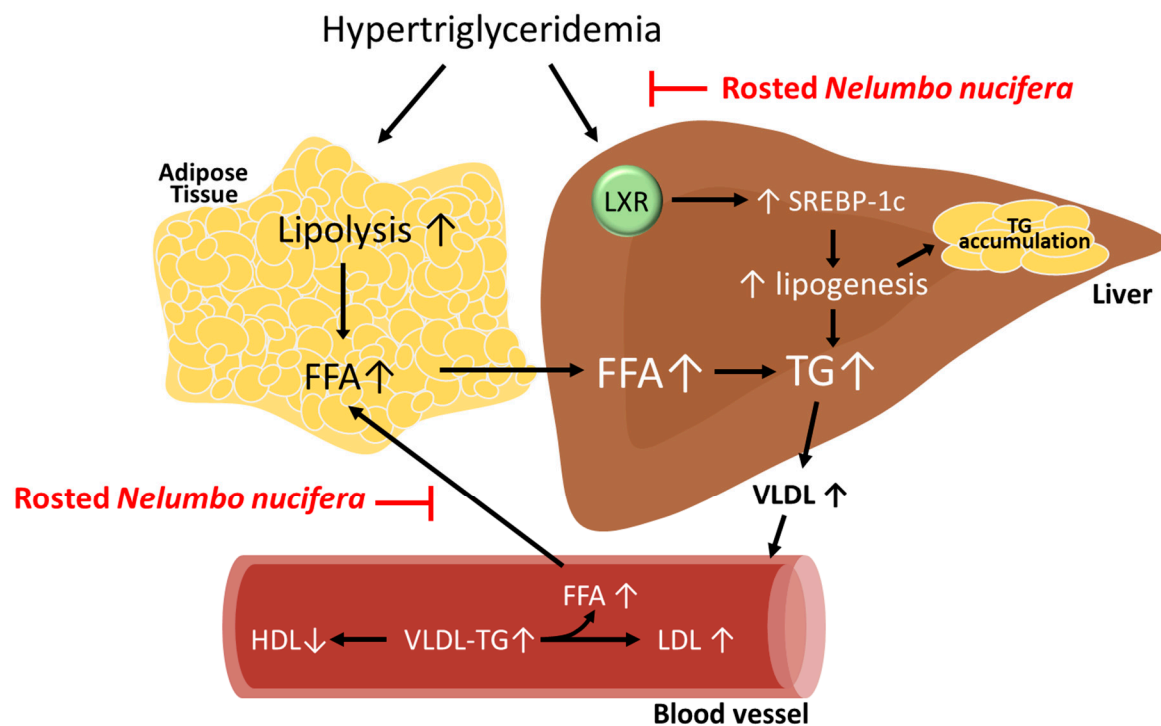 Hypertriglyceridemia
Rosted Nelumbo nucifera
Adipose
Tissue
LXR
↑ SREBP-1c
TG
accumulation
Lipolysis ↑
↑ lipogenesis
Liver
FFA ↑
FFA ↑
TG ↑
Rosted Nelumbo nucifera
VLDL ↑
FFA ↑
HDL↓
VLDL-TG↑
LDL ↑
Blood vessel